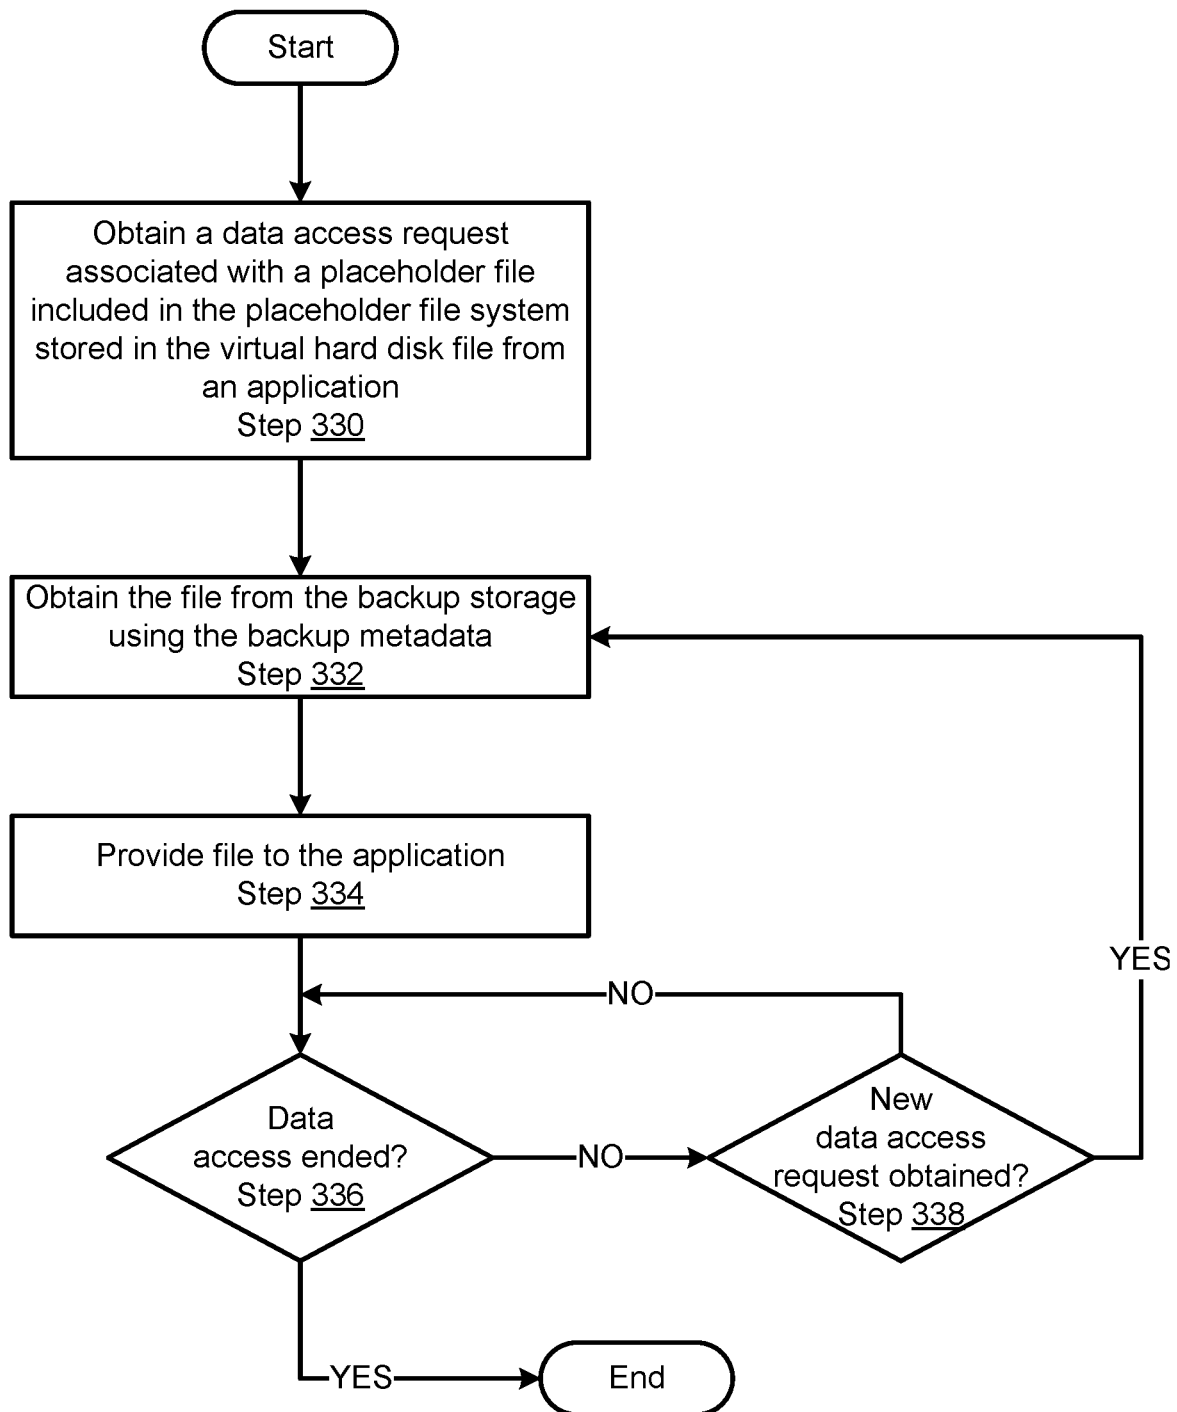 Start
Obtain a data access request
associated with a placeholder file
included in the placeholder file system
stored in the virtual hard disk file from
an application
Step 330
Obtain the file from the backup storage
using the backup metadata
Step 332
Provide file to the application
Step 334
YES
NO
Data
access ended?
Step 336
NO
New
data access
request obtained?
Step 338
YES
End